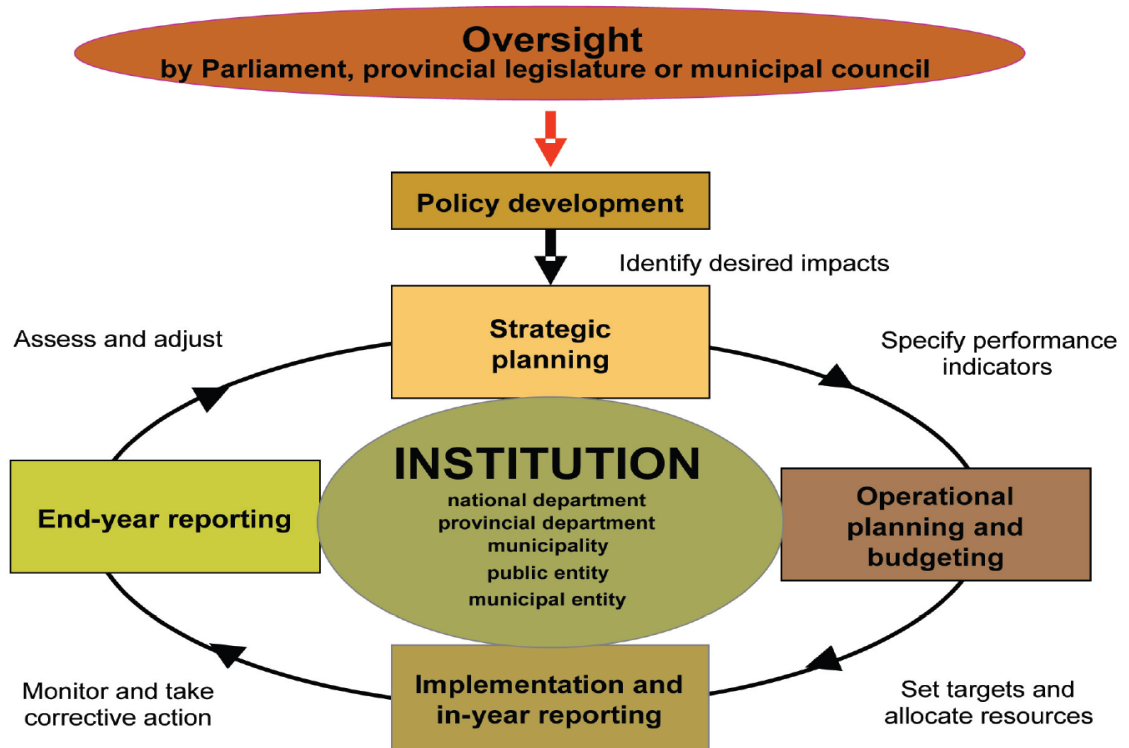 Oversight
by Parliament, provincial legislature or municipal council
Policy development
Identify desired impacts
Strategic
planning
Assess and adjust
Specify performance
indicators
INSTITUTION
national department
provincial department
municipality
public entity
municipal entity
End-year reporting
Operational
planning and
budgeting
Implementation and
in-year reporting
Monitor and take
corrective action
Set targets and
allocate resources